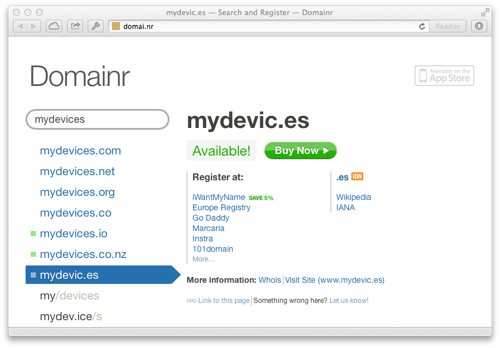 mydevic.es — Search and Register — Domainr
domai.nr
Reader
Domainr
Available on the
App Store
mydevices
mydevic.es
Available!
Buy Now
mydevices.com
mydevices.net
mydevices.org
mydevices.co
mydevices.io
mydevices.co.nz
mydevic.es
my/devices
mydev.ice/s
Register at:
iWantMyName SAVE 5%
Europe Registry
Go Daddy
Marcaria
Instra
101domain
More...
.es IDN
Wikipedia
IANA
More information: Whois Visit Site (www.mydevic.es)
Link to this page Something wrong here? Let us know!